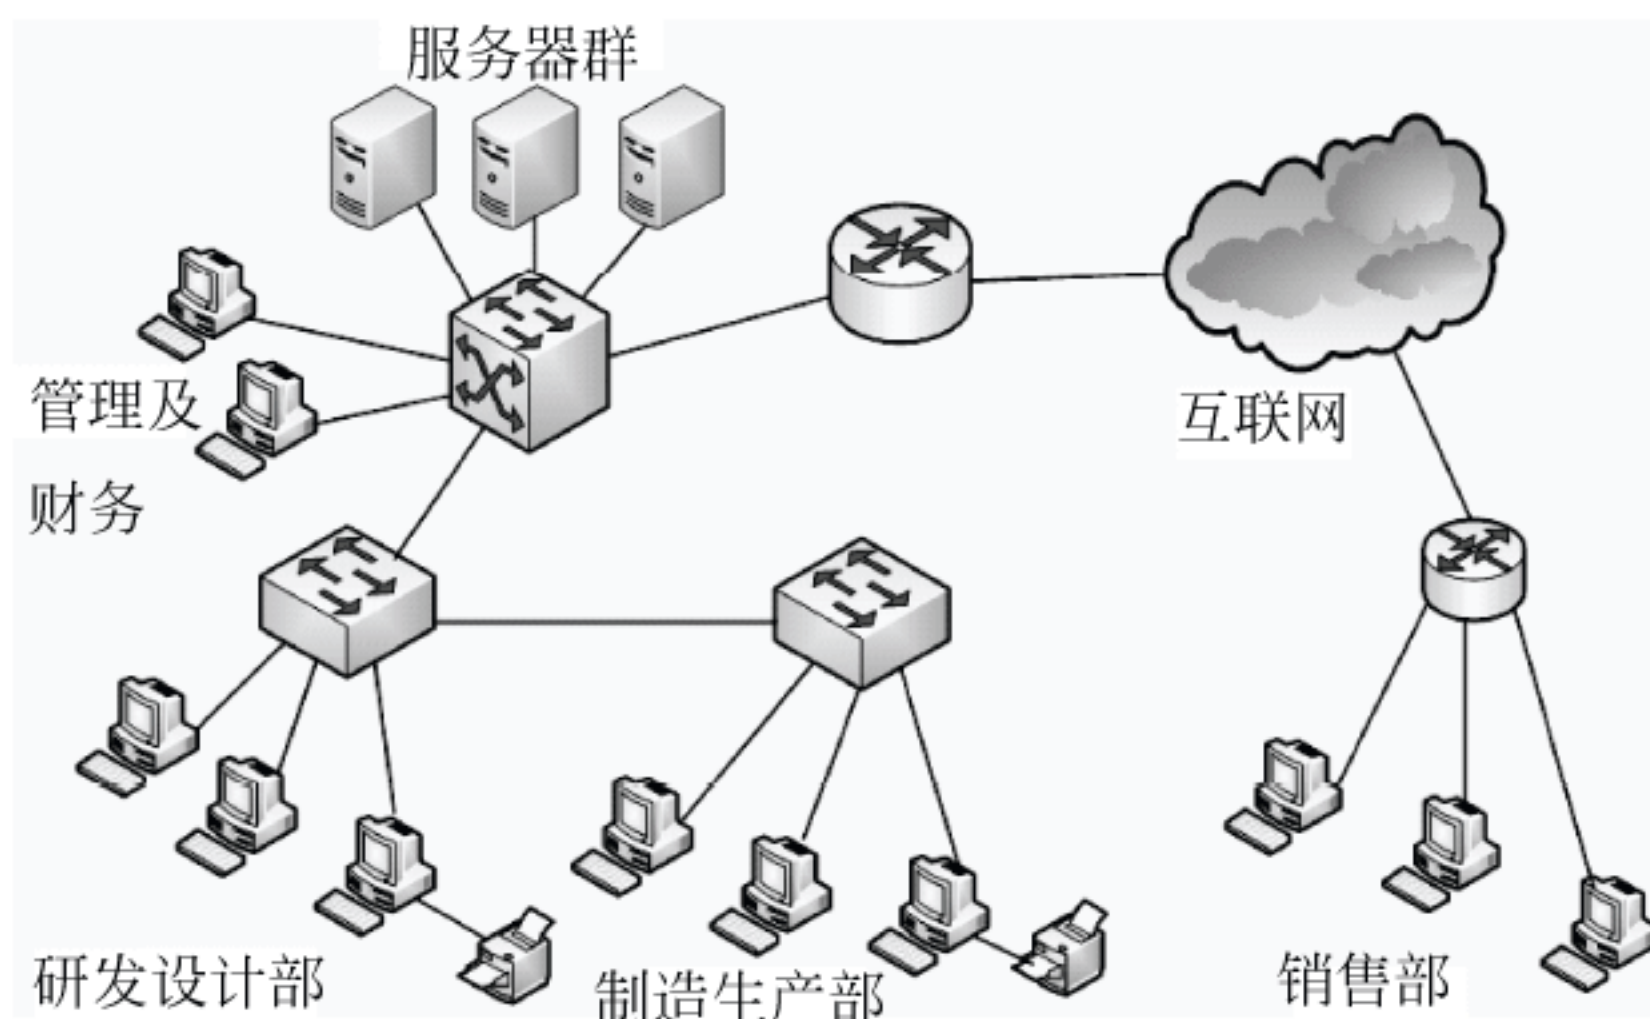 服务器群
管理及
财务
互联网
研发设计部
制造生产部
销售部